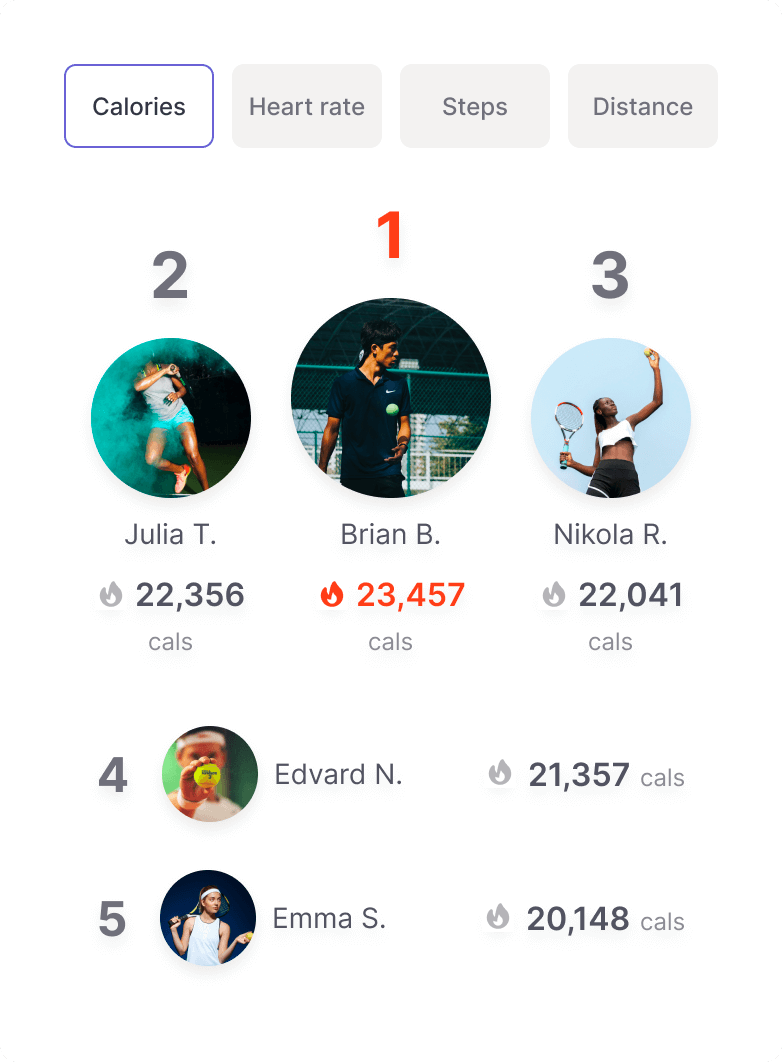 Calories Heart rate Steps Distance
1
2 3
Julia T. Brian B. Nikola R.
22,356 23,457 22,041
cals cals cals
4 Edvard N. 21,357 cals
5 Emma S. 20,148 cals